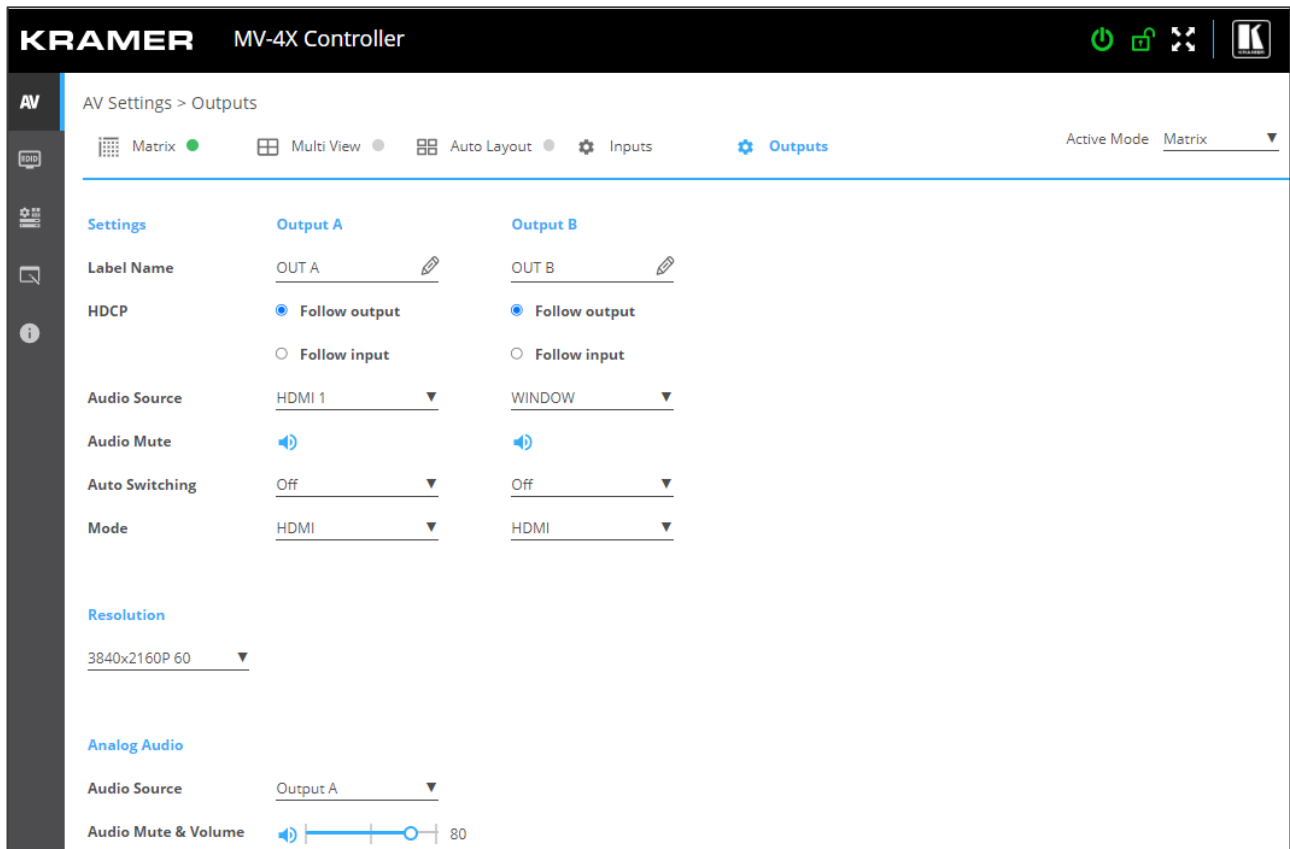 KRAMER MV-4X Controller
KRAMER
AV
AV Settings > Outputs
EDID
Matrix Multi View Auto Layout Inputs Outputs
Active Mode Matrix
Settings Output A Output B
Label Name OUT A OUT B
HDCP Follow output Follow output
Follow input Follow input
Audio Source HDMI 1 WINDOW
Audio Mute
Auto Switching Off Off
Mode HDMI HDMI
Resolution
3840x2160P 60
Analog Audio
Audio Source Output A
Audio Mute & Volume 80